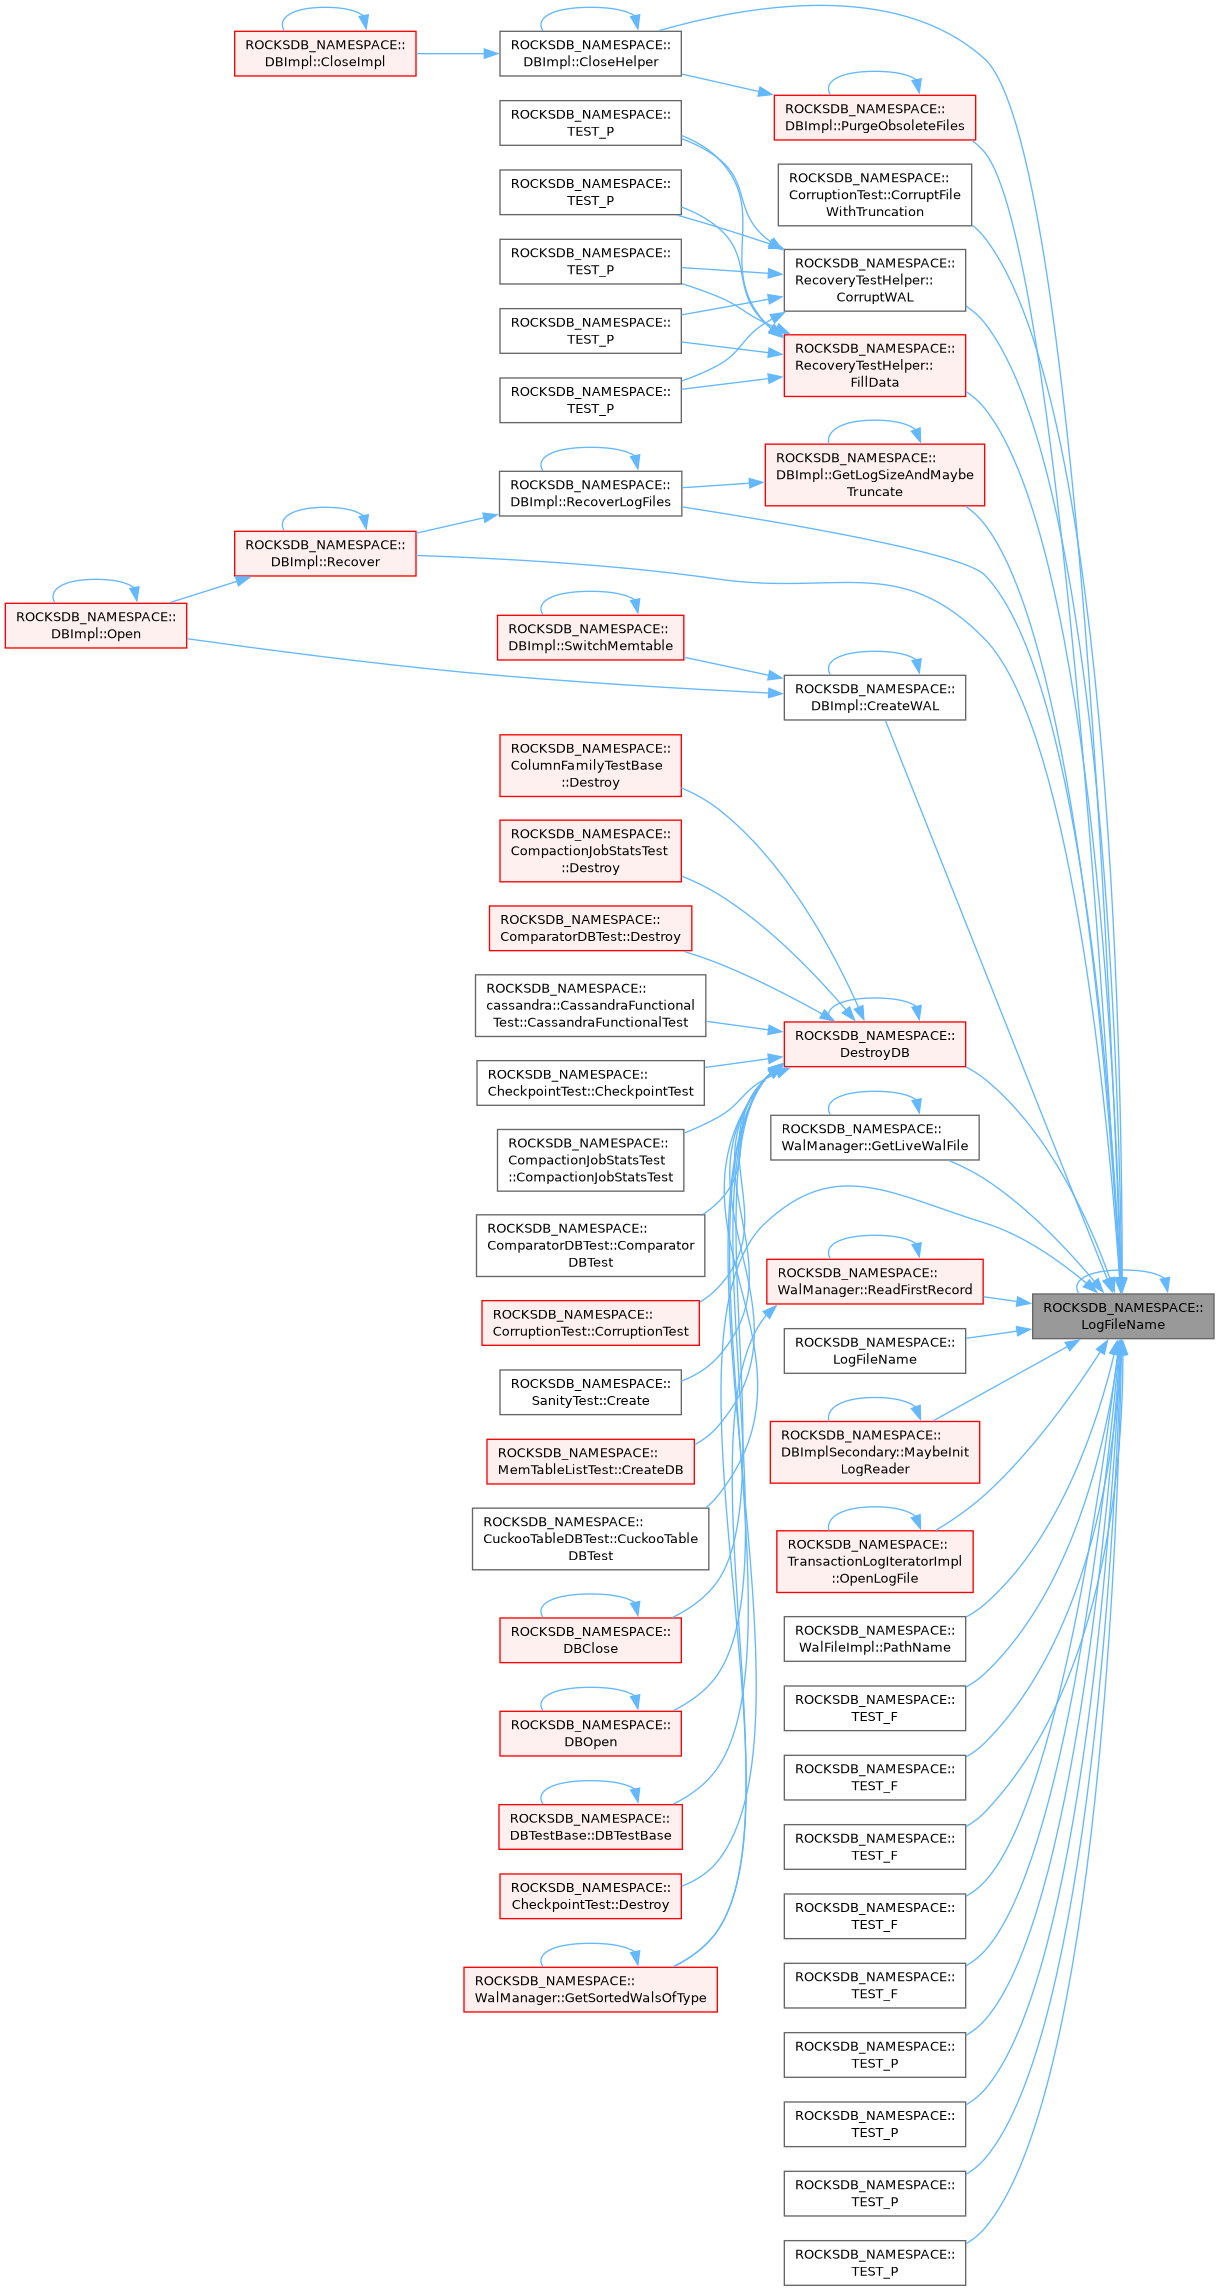 ROCKSDB_NAMESPACE::
DBImpl::CloseImpl
ROCKSDB_NAMESPACE::
DBImpl::CloseHelper
ROCKSDB_NAMESPACE::
DBImpl::PurgeObsoleteFiles
ROCKSDB_NAMESPACE::
TEST_P
ROCKSDB_NAMESPACE::
CorruptionTest::CorruptFile
WithTruncation
ROCKSDB_NAMESPACE::
TEST_P
ROCKSDB_NAMESPACE::
TEST_P
ROCKSDB_NAMESPACE::
RecoveryTestHelper::
CorruptWAL
ROCKSDB_NAMESPACE::
TEST_P
ROCKSDB_NAMESPACE::
RecoveryTestHelper::
FillData
ROCKSDB_NAMESPACE::
TEST_P
ROCKSDB_NAMESPACE::
DBImpl::GetLogSizeAndMaybe
Truncate
ROCKSDB_NAMESPACE::
DBImpl::RecoverLogFiles
ROCKSDB_NAMESPACE::
DBImpl::Recover
ROCKSDB_NAMESPACE::
DBImpl::Open
ROCKSDB_NAMESPACE::
DBImpl::SwitchMemtable
ROCKSDB_NAMESPACE::
DBImpl::CreateWAL
ROCKSDB_NAMESPACE::
ColumnFamilyTestBase
::Destroy
ROCKSDB_NAMESPACE::
CompactionJobStatsTest
::Destroy
ROCKSDB_NAMESPACE::
ComparatorDBTest::Destroy
ROCKSDB_NAMESPACE::
cassandra::CassandraFunctional
Test::CassandraFunctionalTest
ROCKSDB_NAMESPACE::
DestroyDB
ROCKSDB_NAMESPACE::
CheckpointTest::CheckpointTest
ROCKSDB_NAMESPACE::
WalManager::GetLiveWalFile
ROCKSDB_NAMESPACE::
CompactionJobStatsTest
::CompactionJobStatsTest
ROCKSDB_NAMESPACE::
ComparatorDBTest::Comparator
DBTest
ROCKSDB_NAMESPACE::
WalManager::ReadFirstRecord
ROCKSDB_NAMESPACE::
LogFileName
ROCKSDB_NAMESPACE::
CorruptionTest::CorruptionTest
ROCKSDB_NAMESPACE::
LogFileName
ROCKSDB_NAMESPACE::
SanityTest::Create
ROCKSDB_NAMESPACE::
DBImplSecondary::MaybeInit
LogReader
ROCKSDB_NAMESPACE::
MemTableListTest::CreateDB
ROCKSDB_NAMESPACE::
CuckooTableDBTest::CuckooTable
DBTest
ROCKSDB_NAMESPACE::
TransactionLogIteratorImpl
::OpenLogFile
ROCKSDB_NAMESPACE::
DBClose
ROCKSDB_NAMESPACE::
WalFileImpl::PathName
ROCKSDB_NAMESPACE::
TEST_F
ROCKSDB_NAMESPACE::
DBOpen
ROCKSDB_NAMESPACE::
TEST_F
ROCKSDB_NAMESPACE::
DBTestBase::DBTestBase
ROCKSDB_NAMESPACE::
TEST_F
ROCKSDB_NAMESPACE::
CheckpointTest::Destroy
ROCKSDB_NAMESPACE::
TEST_F
ROCKSDB_NAMESPACE::
WalManager::GetSortedWalsOfType
ROCKSDB_NAMESPACE::
TEST_F
ROCKSDB_NAMESPACE::
TEST_P
ROCKSDB_NAMESPACE::
TEST_P
ROCKSDB_NAMESPACE::
TEST_P
ROCKSDB_NAMESPACE::
TEST_P